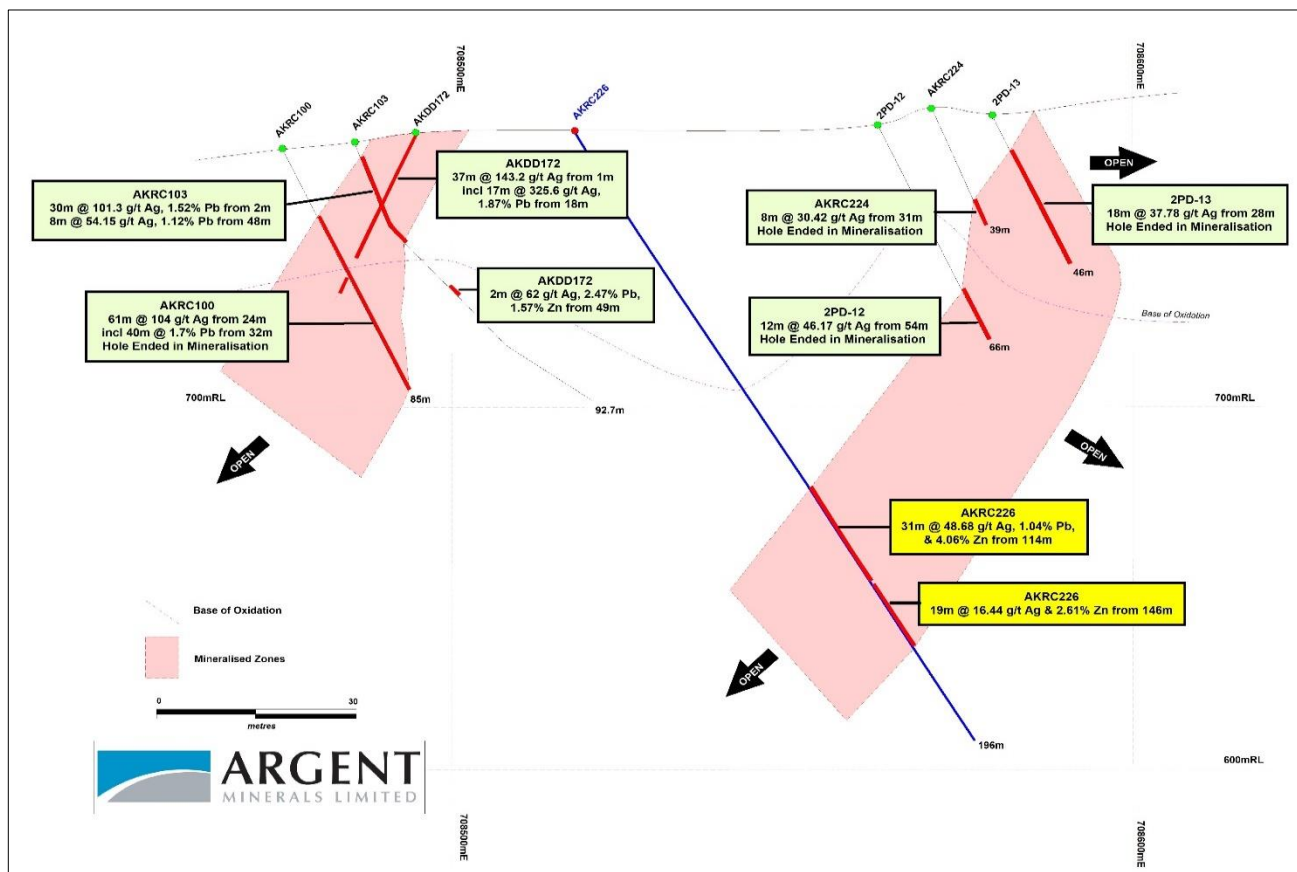 708500mE
708600mE
AKRC100
AKRC103
AKDD172
AKRC226
2PD-12
AKRC224
2PD-13
AKRC103
30m @ 101.3 g/t Ag, 1.52% Pb from 2m
8m @ 54.15 g/t Ag, 1.12% Pb from 48m
AKDD172
37m @ 143.2 g/t Ag from 1m
incl 17m @ 325.6 g/t Ag,
1.87% Pb from 18m
AKRC224
8m @ 30.42 g/t Ag from 31m
Hole Ended in Mineralisation
39m
OPEN
2PD-13
18m @ 37.78 g/t Ag from 28m
Hole Ended in Mineralisation
46m
AKRC100
61m @ 104 g/t Ag from 24m
incl 40m @ 1.7% Pb from 32m
Hole Ended in Mineralisation
AKDD172
2m @ 62 g/t Ag, 2.47% Pb,
1.57% Zn from 49m
2PD-12
12m @ 46.17 g/t Ag from 54m
Hole Ended in Mineralisation
66m
Base of Oxidation
700mRL
85m
92.7m
700mRL
OPEN
OPEN
AKRC226
31m @ 48.68 g/t Ag, 1.04% Pb,
& 4.06% Zn from 114m
AKRC226
19m @ 16.44 g/t Ag & 2.61% Zn from 146m
OPEN
196m
Base of Oxidation
Mineralised Zones
0
30
metres
ARGENT
MINERALS LIMITED
600mRL
708500mE
708600mE